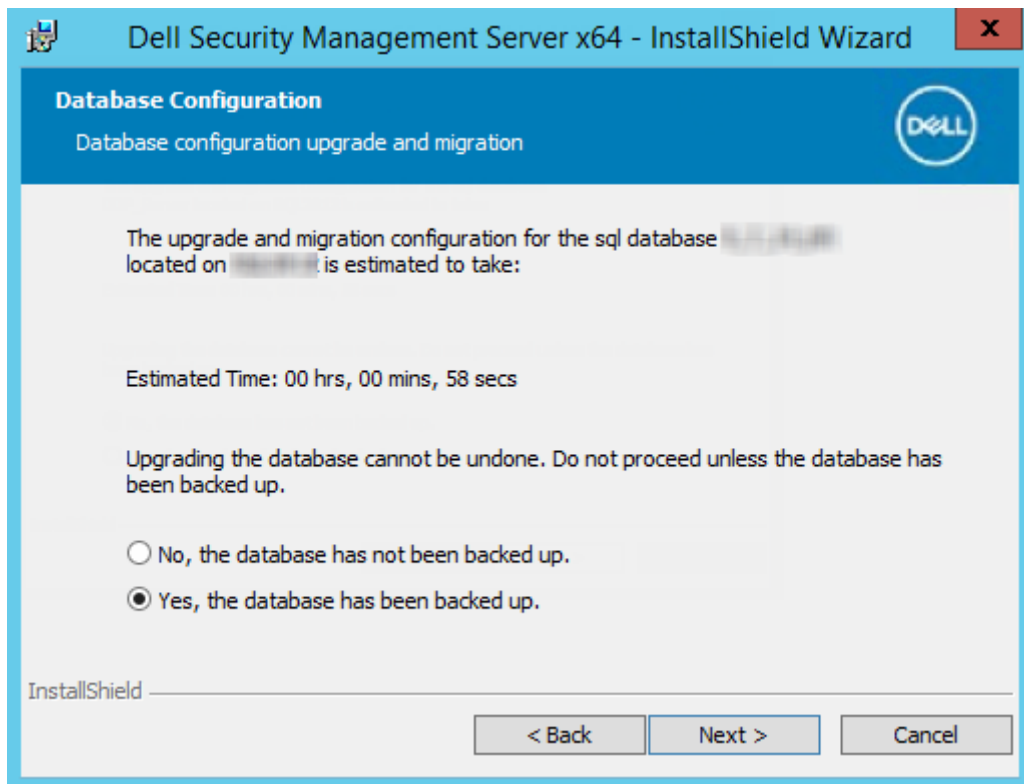 Dell Security Management Server x64 - InstallShield Wizard
x
Database Configuration
Database configuration upgrade and migration
DELL
The upgrade and migration configuration for the sql database
located on is estimated to take:
Estimated Time: 00 hrs, 00 mins, 58 secs
Upgrading the database cannot be undone. Do not proceed unless the database has
been backed up.
No, the database has not been backed up.
Yes, the database has been backed up.
InstallShield
< Back
Next >
Cancel